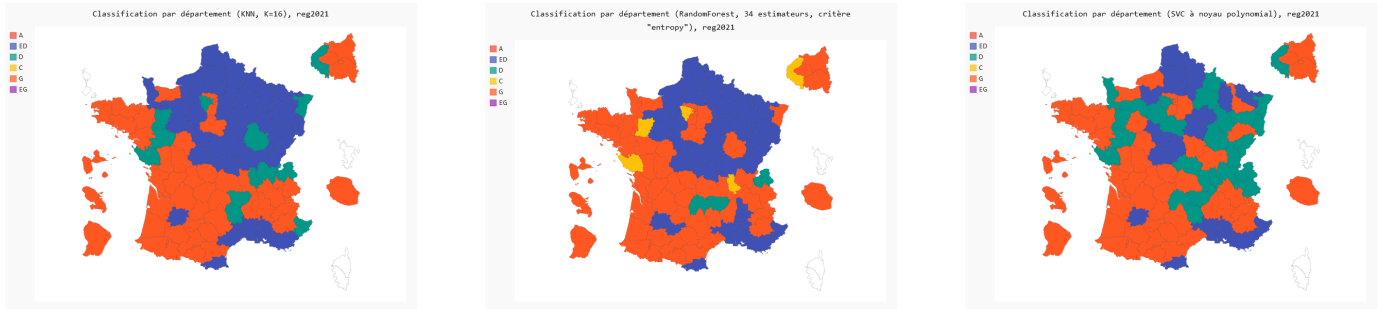 Classification par département (KNN, K=16), reg2021
A
ED
D
C
G
EG
Classification par département (RandomForest, 34 estimateurs, critère
"entropy"), reg2021
A
ED
D
C
G
EG
Classification par département (SVC à noyau polynomial), reg2021
A
ED
D
C
G
EG